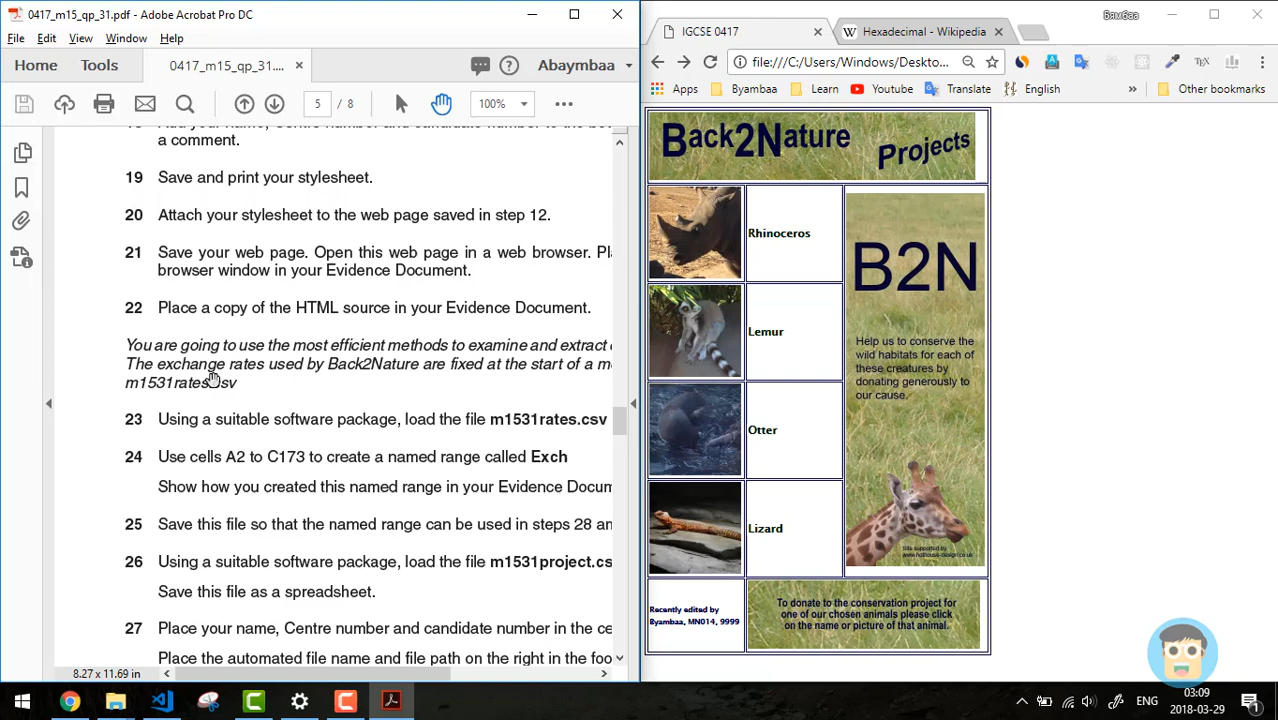 0417_m15_qp_31.pdf - Adobe Acrobat Pro DC
File Edit View Window Help
Home Tools 0417_m15_qp_31.... × Abaymbaa
5 / 8 100%
a comment.
19 Save and print your stylesheet.
20 Attach your stylesheet to the web page saved in step 12.
21 Save your web page. Open this web page in a web browser. Pl
browser window in your Evidence Document.
22 Place a copy of the HTML source in your Evidence Document.
You are going to use the most efficient methods to examine and extract
The exchange rates used by Back2Nature are fixed at the start of a m
m1531rates.csv
23 Using a suitable software package, load the file m1531rates.csv
24 Use cells A2 to C173 to create a named range called Exch
Show how you created this named range in your Evidence Docum
25 Save this file so that the named range can be used in steps 28 an
26 Using a suitable software package, load the file m1531project.cs
Save this file as a spreadsheet.
27 Place your name, Centre number and candidate number in the ce
Place the automated file name and file path on the right in the foo
8.27 x 11.69 in
Бямбаа
IGCSE 0417 × W Hexadecimal - Wikipedia ×
file:///C:/Users/Windows/Deskto...
Apps Byambaa Learn Youtube Translate English » Other bookmarks
Back2Nature Projects
Rhinoceros
Lemur
Otter
Lizard
B2N
Help us to conserve the
wild habitats for each of
these creatures by
donating generously to
our cause.
Site supported by
www.hothouse-design.co.uk
Recently edited by
Byambaa, MN014, 9999
To donate to the conservation project for
one of our chosen animals please click
on the name or picture of that animal.
ENG
03:09
2018-03-29